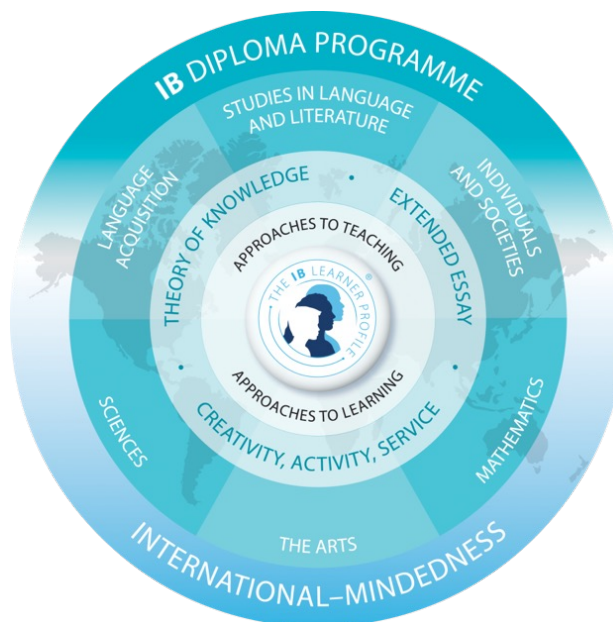 IB DIPLOMA PROGRAMME
STUDIES IN LANGUAGE
AND LITERATURE
LANGUAGE
ACQUISITION
INDIVIDUALS
AND SOCIETIES
THEORY OF KNOWLEDGE
•
EXTENDED ESSAY
APPROACHES TO TEACHING
• THE IB LEARNER PROFILE •
®
APPROACHES TO LEARNING
•
CREATIVITY, ACTIVITY, SERVICE
•
SCIENCES
MATHEMATICS
THE ARTS
INTERNATIONAL–MINDEDNESS